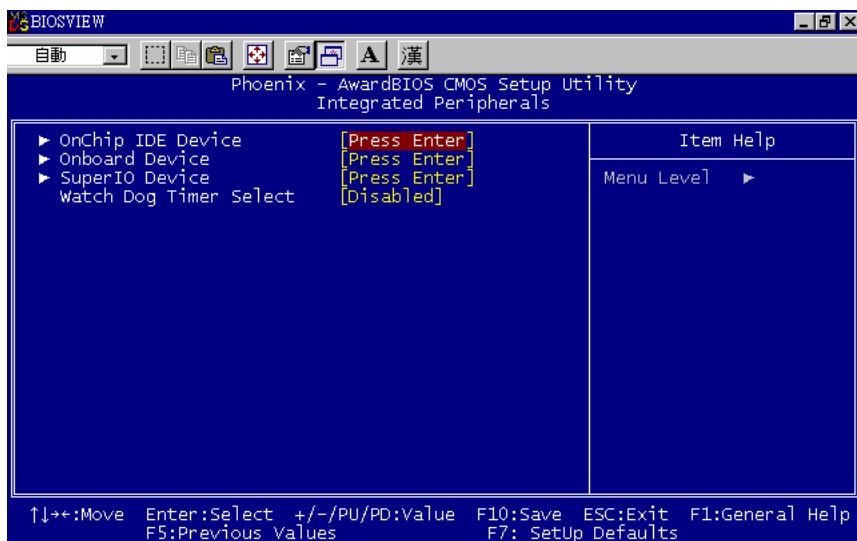 BIOSVIEW
自動
A 漢
Phoenix - AwardBIOS CMOS Setup Utility
Integrated Peripherals
► OnChip IDE Device [Press Enter]
► Onboard Device [Press Enter]
► SuperIO Device [Press Enter]
Watch Dog Timer Select [Disabled]
Item Help
Menu Level ►
↑↓→←:Move Enter:Select +/-/PU/PD:Value F10:Save ESC:Exit F1:General Help
F5:Previous Values F7: SetUp Defaults